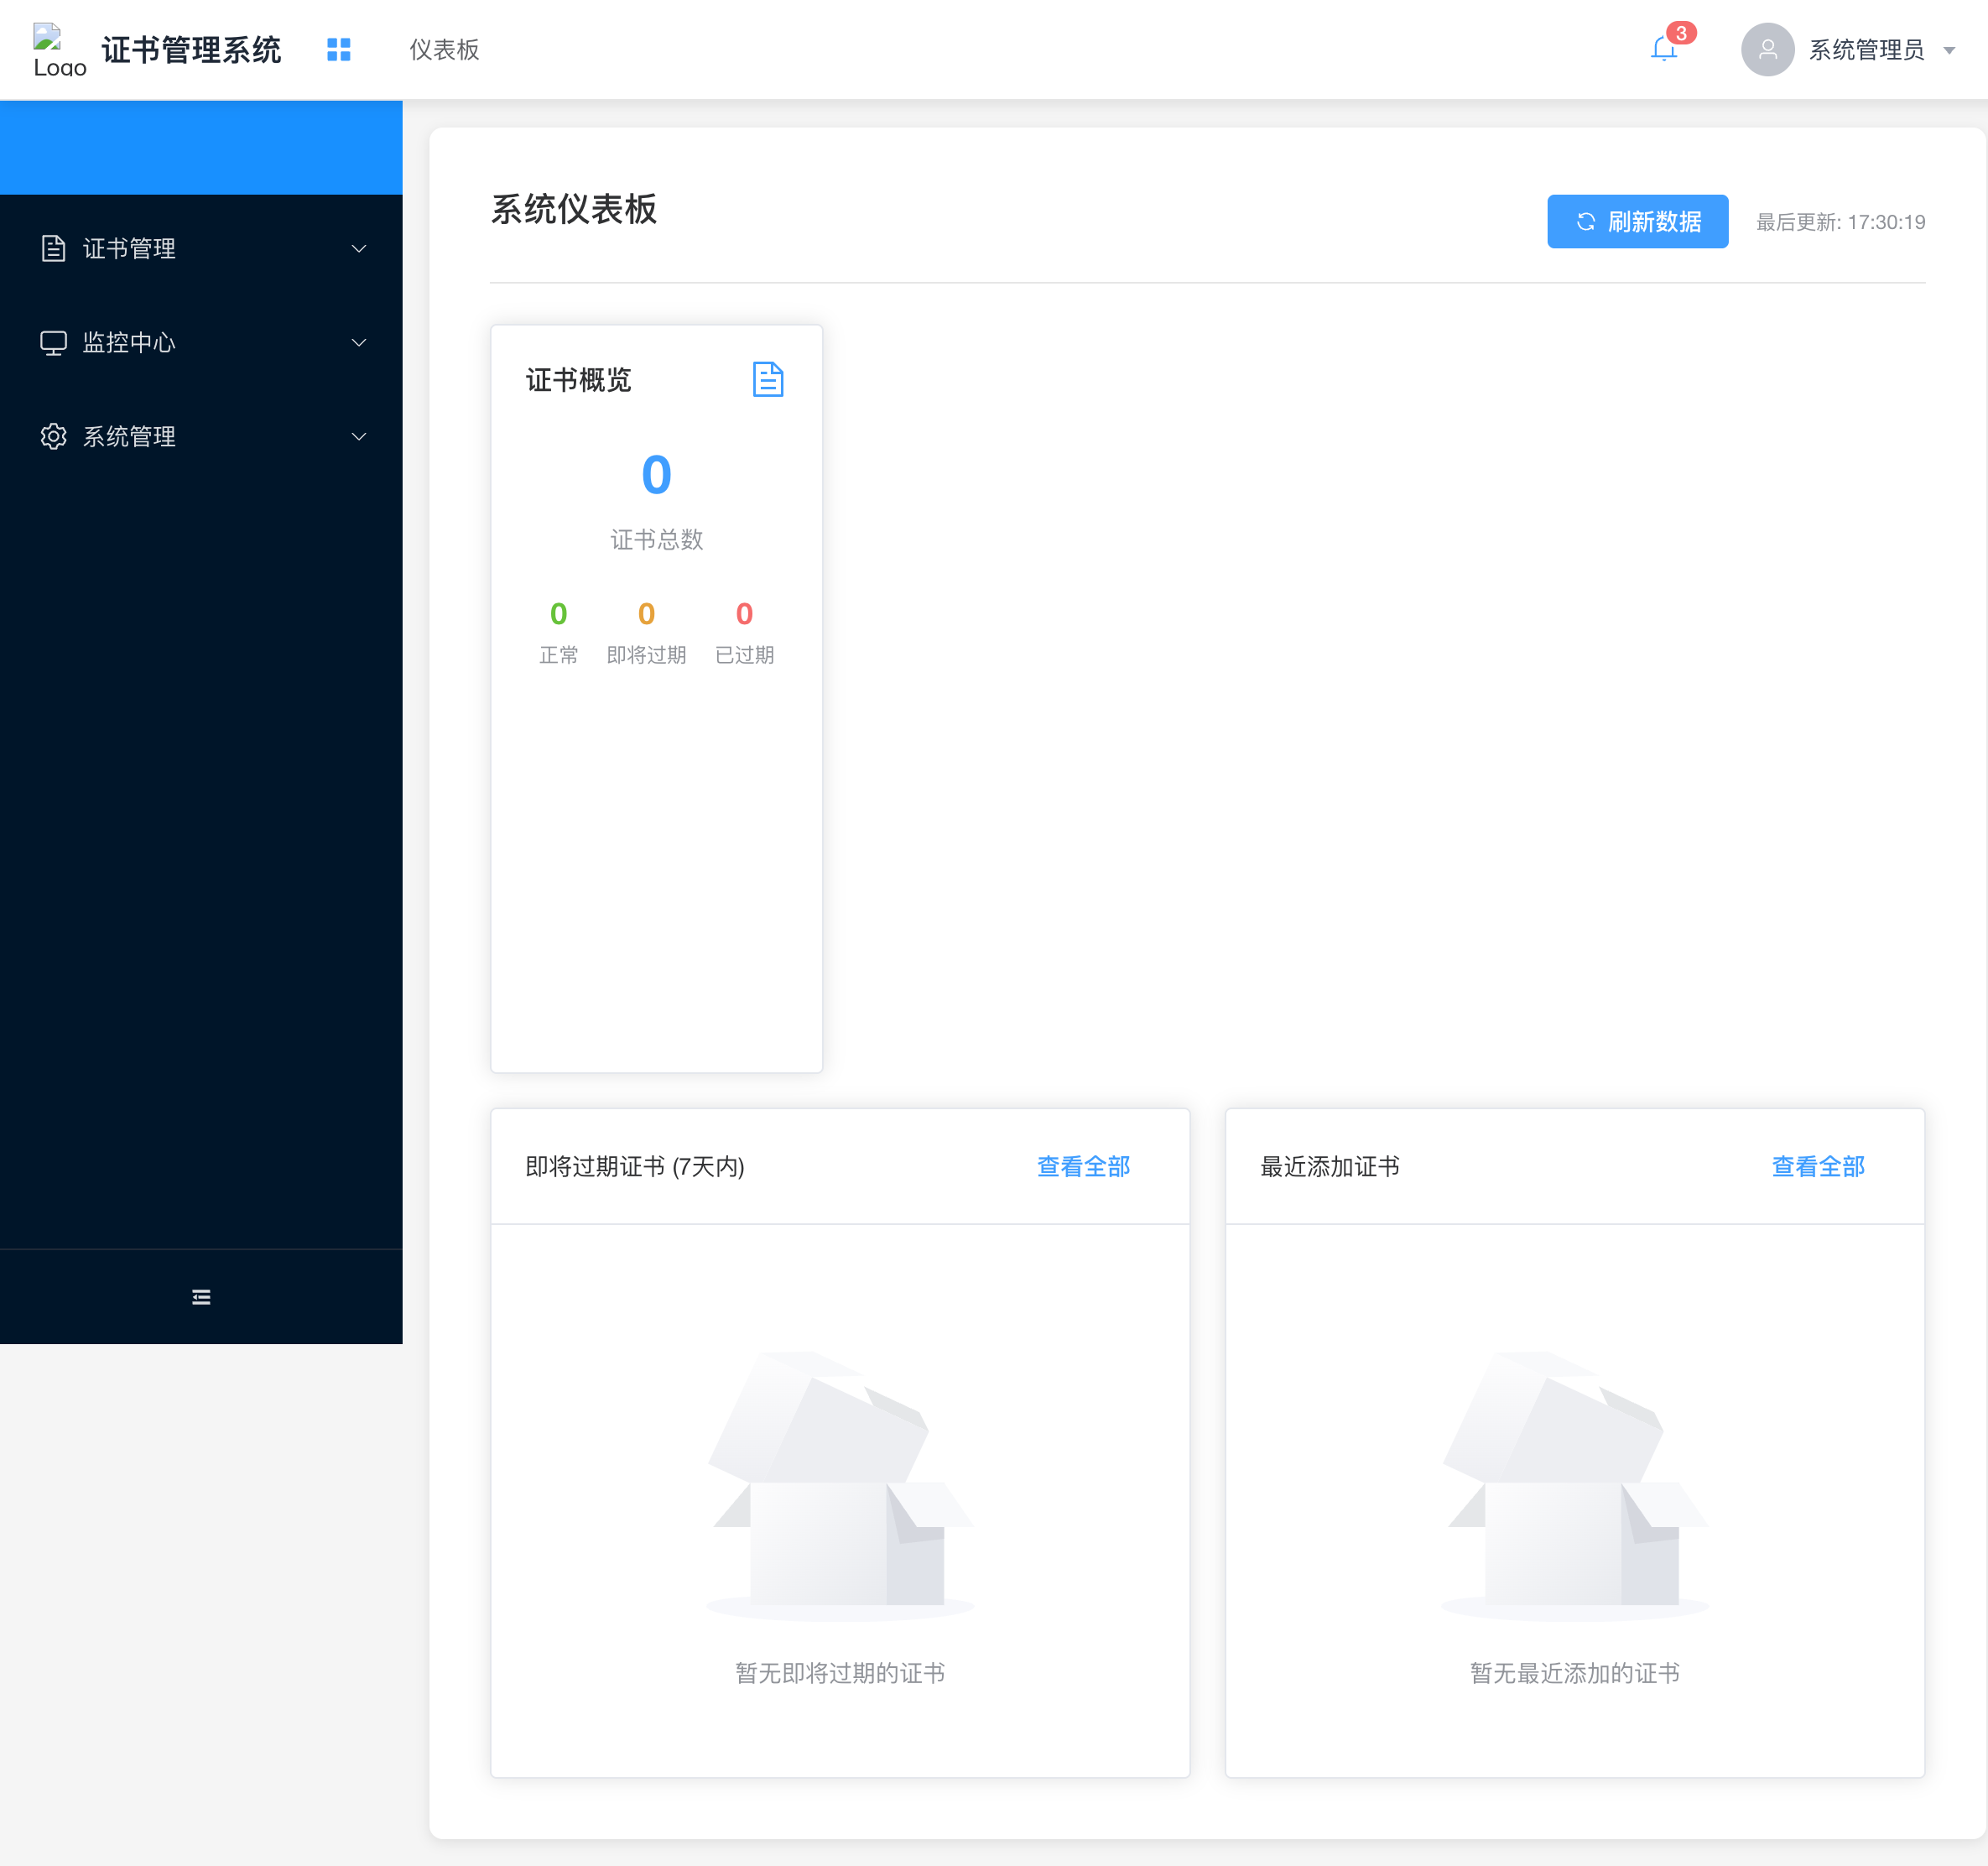 Logo
证书管理系统
仪表板
3
系统管理员
证书管理
监控中心
系统管理
系统仪表板
刷新数据
最后更新: 17:30:19
证书概览
0
证书总数
0 0 0
正常 即将过期 已过期
即将过期证书 (7天内)
查看全部
暂无即将过期的证书
最近添加证书
查看全部
暂无最近添加的证书